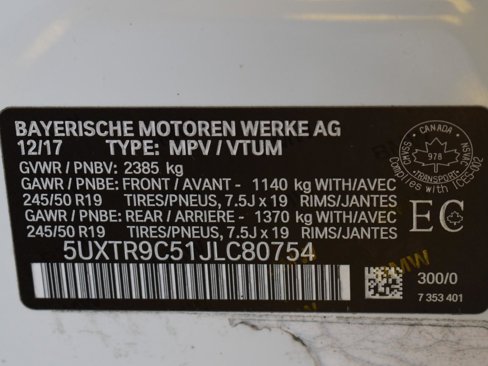 BAYERISCHE MOTOREN WERKE AG
12/17 TYPE: MPV / VTUM
GVWR / PNBV: 2385 kg
GAWR / PNBE: FRONT / AVANT - 1140 kg WITH/AVEC
245/50 R19 TIRES/PNEUS, 7.5J x 19 RIMS/JANTES
GAWR / PNBE: REAR / ARRIERE - 1370 kg WITH/AVEC
245/50 R19 TIRES/PNEUS, 7.5J x 19 RIMS/JANTES
5UXTR9C51JLC80754
CANADA
978
TRANSPORT
CMVSS
ICES-002
EC
BMW
300/0
7 353 401